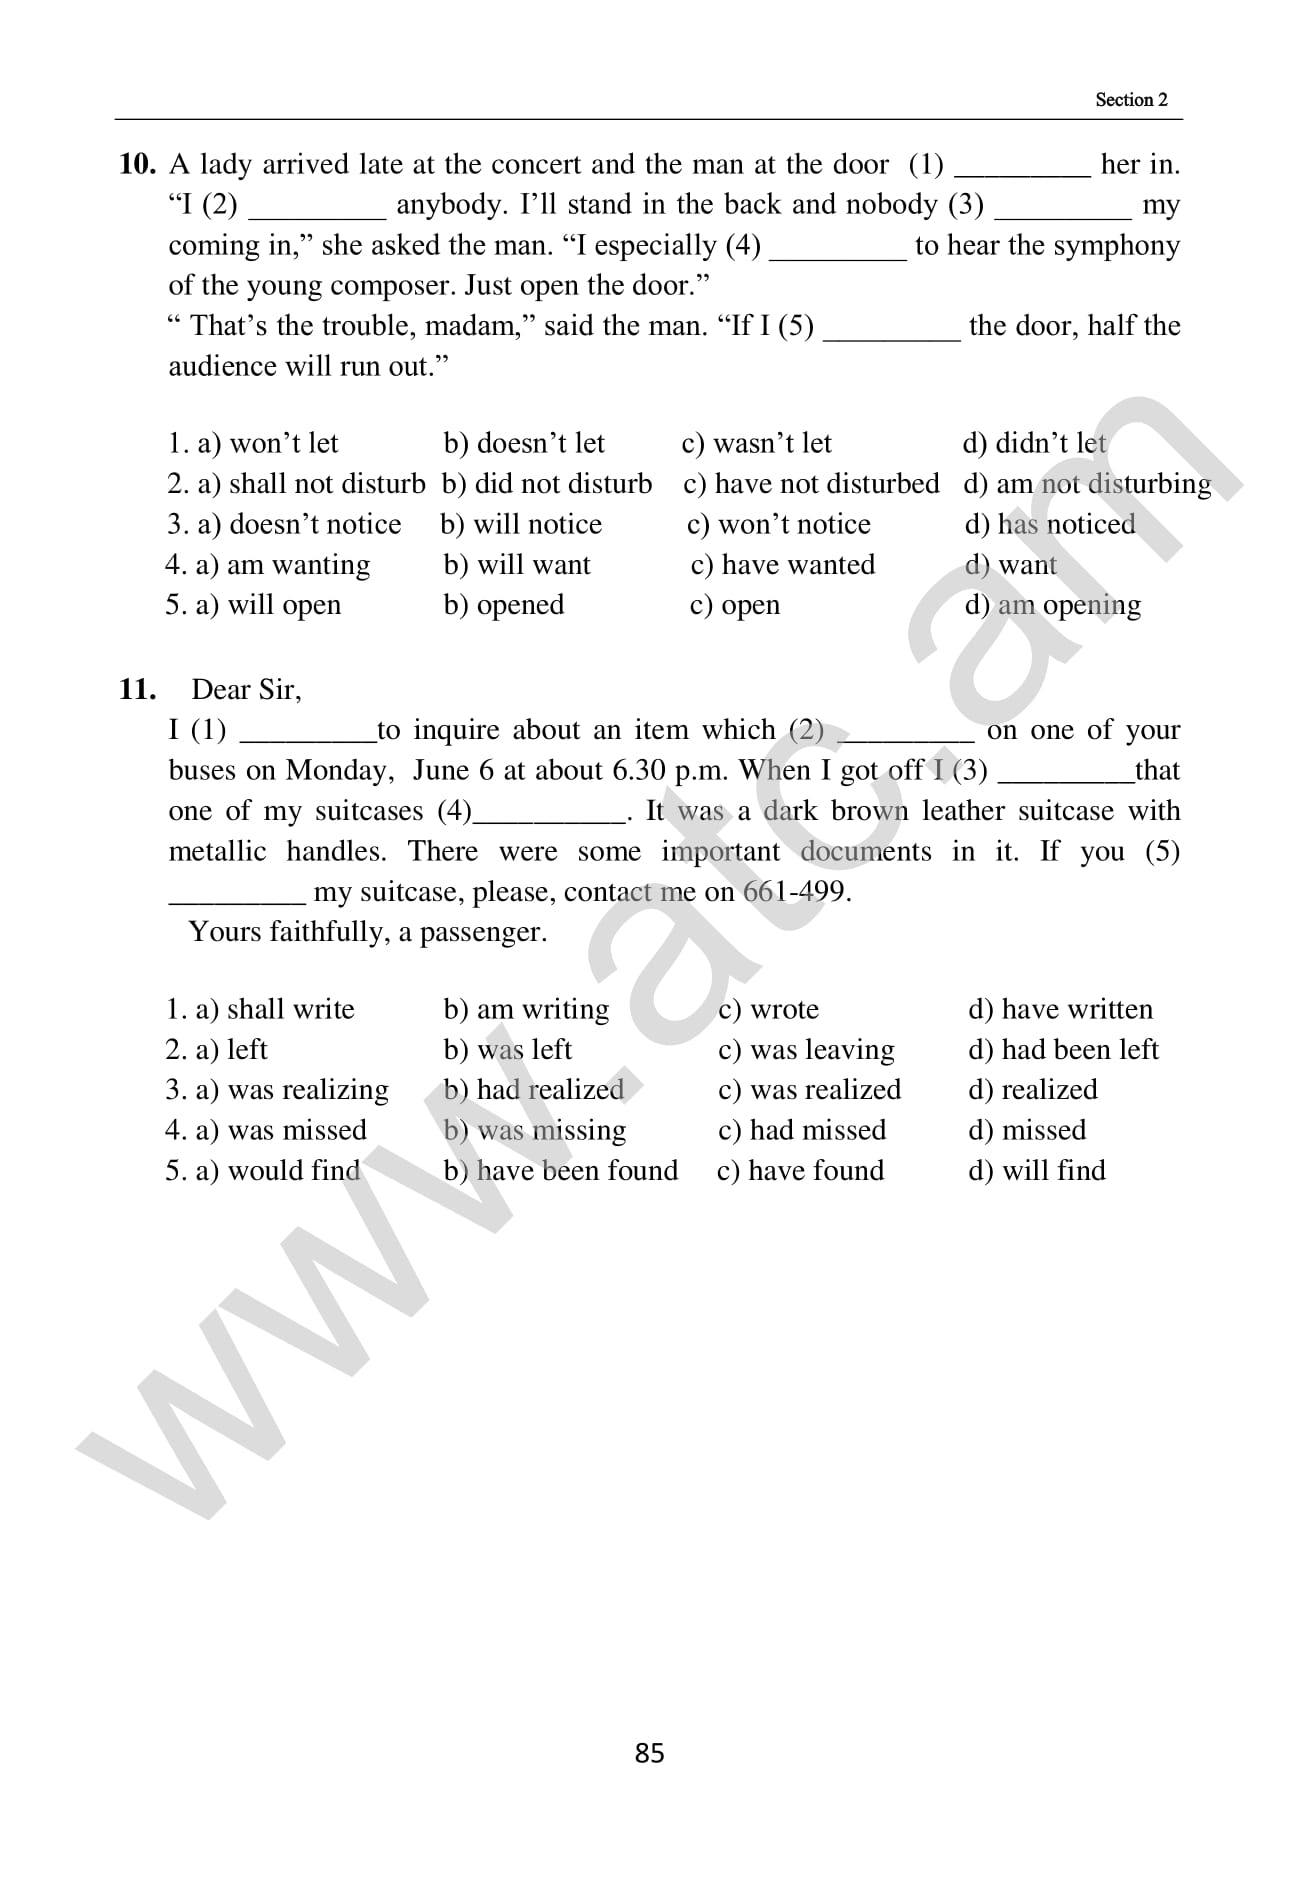 Section 2
10. A lady arrived late at the concert and the man at the door (1) _________ her in.
“I (2) _________ anybody. I’ll stand in the back and nobody (3) _________ my
coming in,” she asked the man. “I especially (4) _________ to hear the symphony
of the young composer. Just open the door.”
“ That’s the trouble, madam,” said the man. “If I (5) _________ the door, half the
audience will run out.”
1. a) won’t let b) doesn’t let c) wasn’t let d) didn’t let
2. a) shall not disturb b) did not disturb c) have not disturbed d) am not disturbing
3. a) doesn’t notice b) will notice c) won’t notice d) has noticed
4. a) am wanting b) will want c) have wanted d) want
5. a) will open b) opened c) open d) am opening
11. Dear Sir,
I (1) _________to inquire about an item which (2) _________ on one of your
buses on Monday, June 6 at about 6.30 p.m. When I got off I (3) _________that
one of my suitcases (4)__________. It was a dark brown leather suitcase with
metallic handles. There were some important documents in it. If you (5)
_________ my suitcase, please, contact me on 661-499.
Yours faithfully, a passenger.
1. a) shall write b) am writing c) wrote d) have written
2. a) left b) was left c) was leaving d) had been left
3. a) was realizing b) had realized c) was realized d) realized
4. a) was missed b) was missing c) had missed d) missed
5. a) would find b) have been found c) have found d) will find
www.atc.am
85